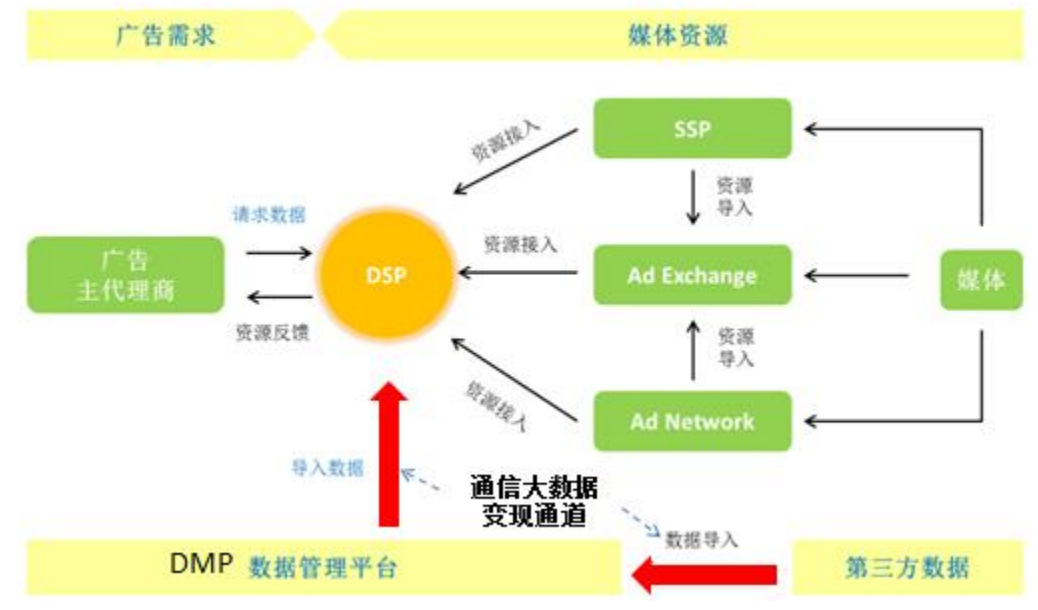 广告需求
媒体资源
资源接入
SSP
资源
导入
请求数据
广告
主代理商
DSP
资源接入
Ad Exchange
媒体
资源反馈
资源
导入
资源接入
Ad Network
导入数据
通信大数据
变现通道
数据导入
DMP 数据管理平台
第三方数据